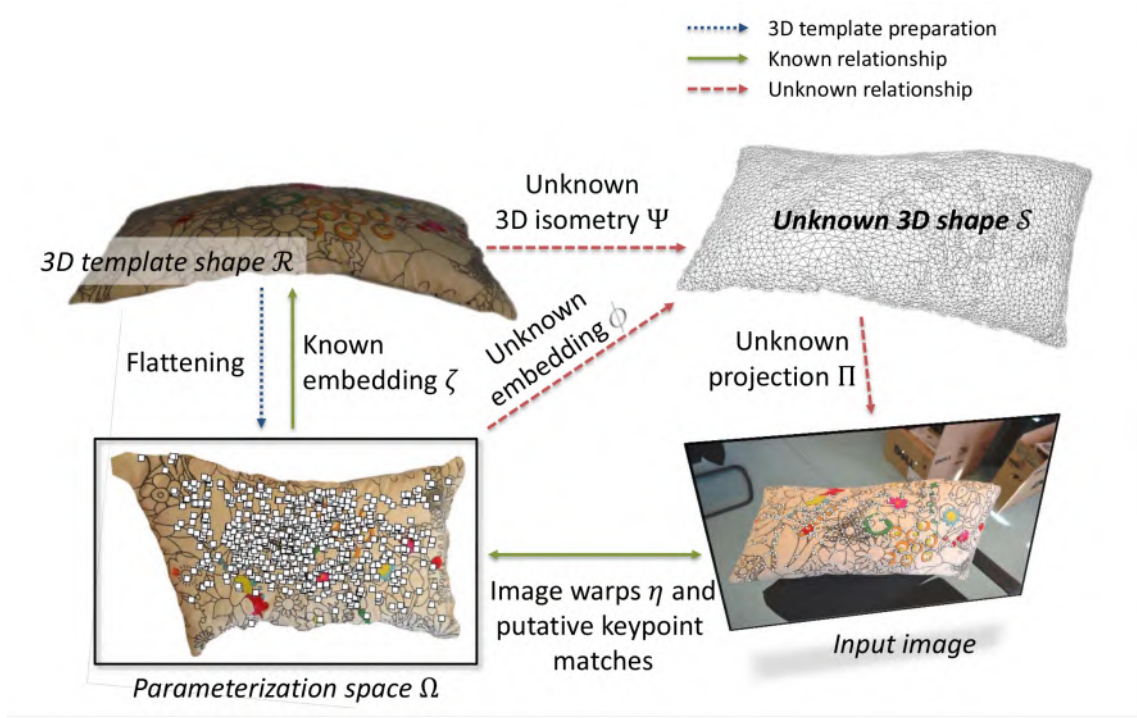 3D template preparation
Known relationship
Unknown relationship
Unknown
3D isometry Ψ
Unknown 3D shape 𝒮
3D template shape ℛ
Flattening
Known
embedding ζ
Unknown
embedding ϕ
Unknown
projection Π
Image warps η and
putative keypoint
matches
Input image
Parameterization space Ω